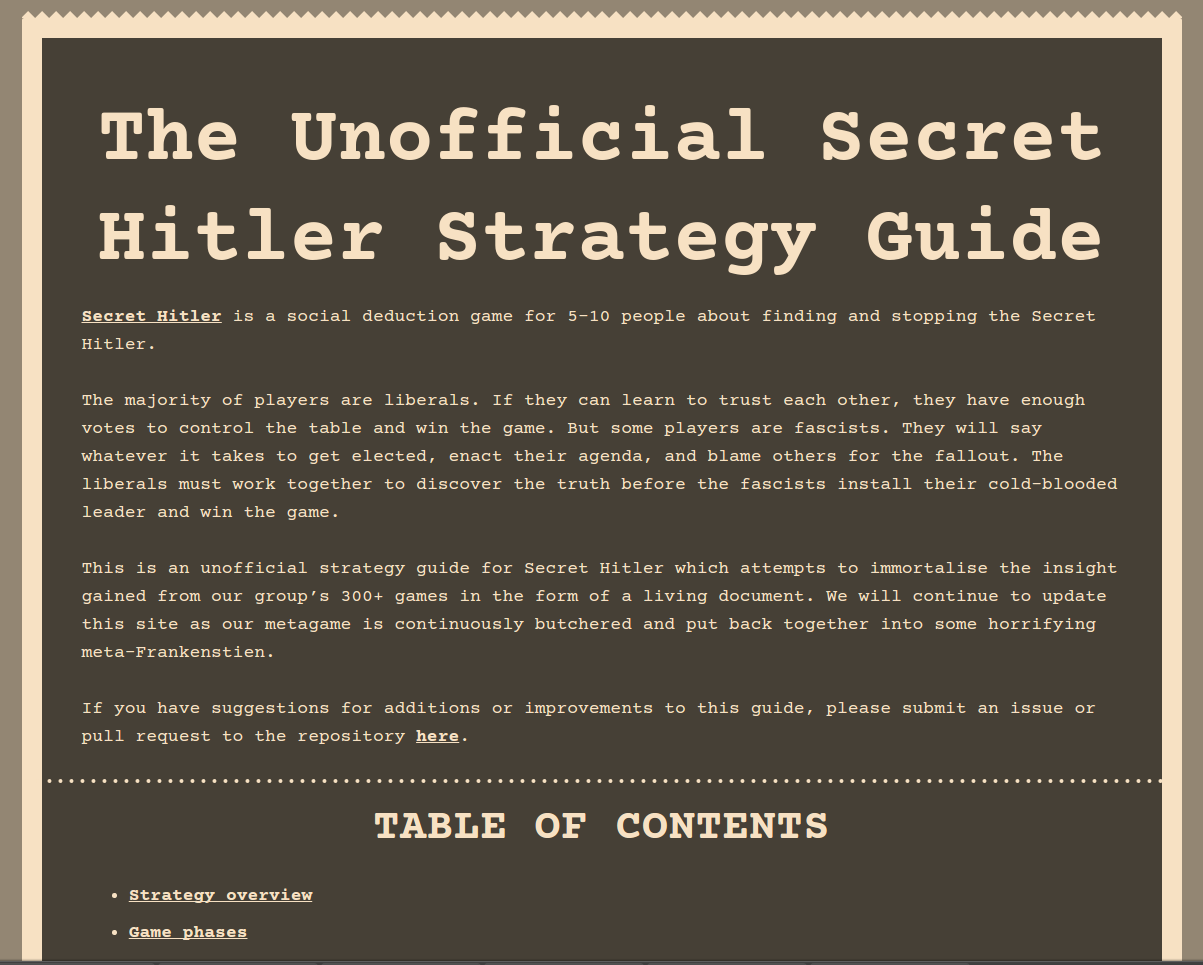 The Unofficial Secret
Hitler Strategy Guide
Secret Hitler is a social deduction game for 5-10 people about finding and stopping the Secret
Hitler.
The majority of players are liberals. If they can learn to trust each other, they have enough
votes to control the table and win the game. But some players are fascists. They will say
whatever it takes to get elected, enact their agenda, and blame others for the fallout. The
liberals must work together to discover the truth before the fascists install their cold-blooded
leader and win the game.
This is an unofficial strategy guide for Secret Hitler which attempts to immortalise the insight
gained from our group’s 300+ games in the form of a living document. We will continue to update
this site as our metagame is continuously butchered and put back together into some horrifying
meta-Frankenstien.
If you have suggestions for additions or improvements to this guide, please submit an issue or
pull request to the repository here.
TABLE OF CONTENTS
• Strategy overview
• Game phases